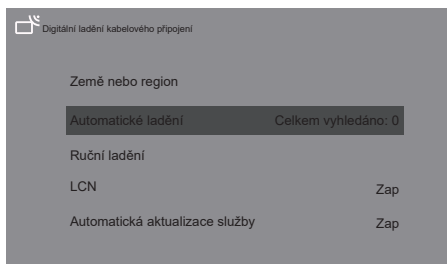 Digitální ladění kabelového připojení
Země nebo region
Automatické ladění Celkem vyhledáno: 0
Ruční ladění
LCN Zap
Automatická aktualizace služby Zap